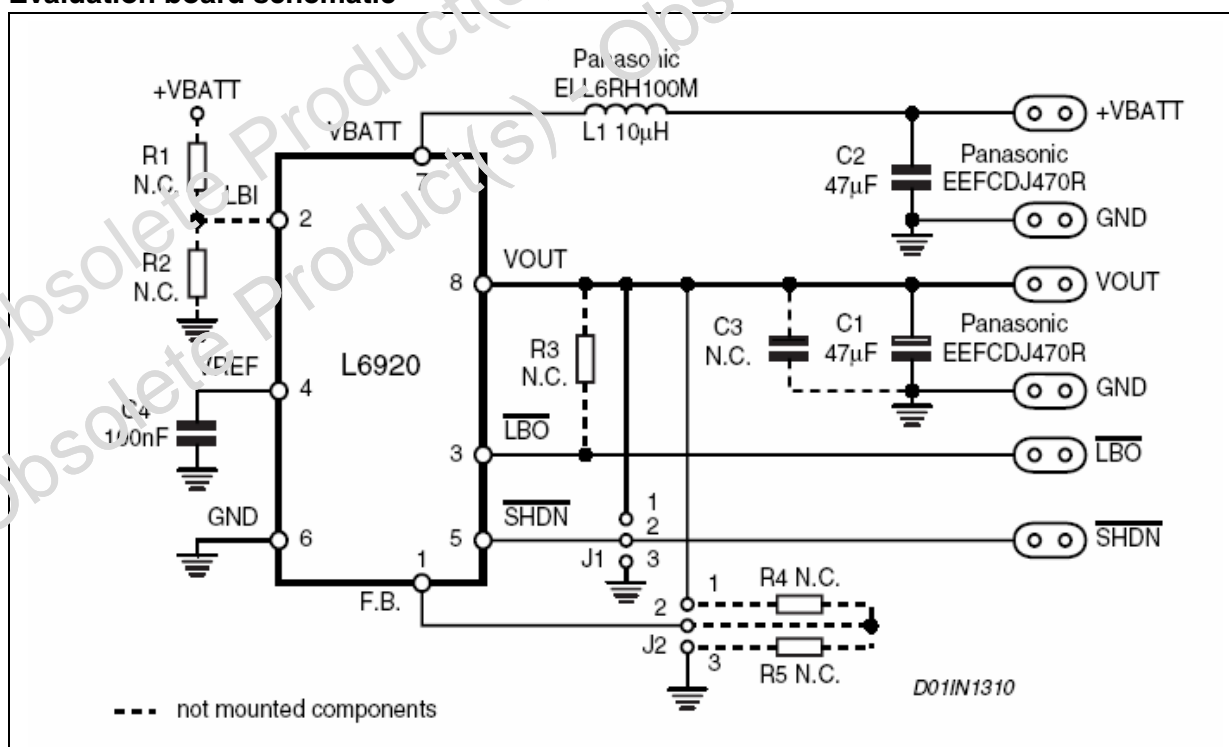 Evaluation board schematic
Obsolete Product(s) - Obs
Obsolete Product(s)
Panasonic
ELL6RH100M
L1 10µH
+VBATT
VBATT
7
+VBATT
R1
N.C.
LBI
2
C2
47µF
Panasonic
EEFCDJ470R
GND
R2
N.C.
8
VOUT
VOUT
R3
N.C.
C3
N.C.
C1
47µF
Panasonic
EEFCDJ470R
VREF
4
L6920
GND
C4
100nF
3
LBO
LBO
GND
6
5
SHDN
1
2
J1
3
SHDN
1
F.B.
1
2
J2
3
R4 N.C.
R5 N.C.
D01IN1310
not mounted components